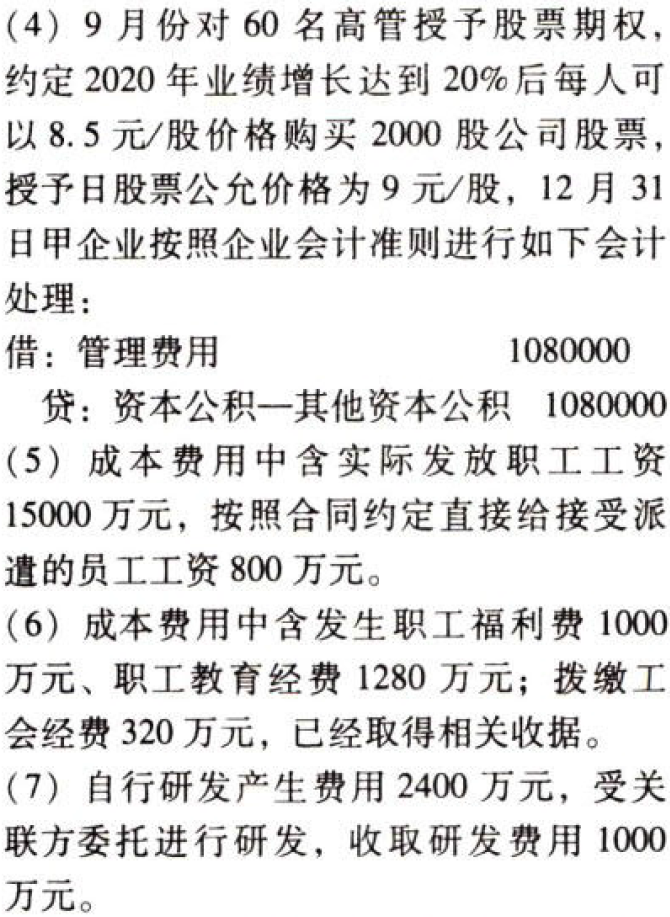 (4) 9 月份对 60 名高管授予股票期权，
约定 2020 年业绩增长达到 20%后每人可
以 8.5 元/股价格购买 2000 股公司股票，
授予日股票公允价格为 9 元/股，12 月 31
日甲企业按照企业会计准则进行如下会计
处理：
借：管理费用 1080000
贷：资本公积—其他资本公积 1080000
(5) 成本费用中含实际发放职工工资
15000 万元，按照合同约定直接给接受派
遣的员工工资 800 万元。
(6) 成本费用中含发生职工福利费 1000
万元、职工教育经费 1280 万元；拨缴工
会经费 320 万元，已经取得相关收据。
(7) 自行研发产生费用 2400 万元，受关
联方委托进行研发，收取研发费用 1000
万元。